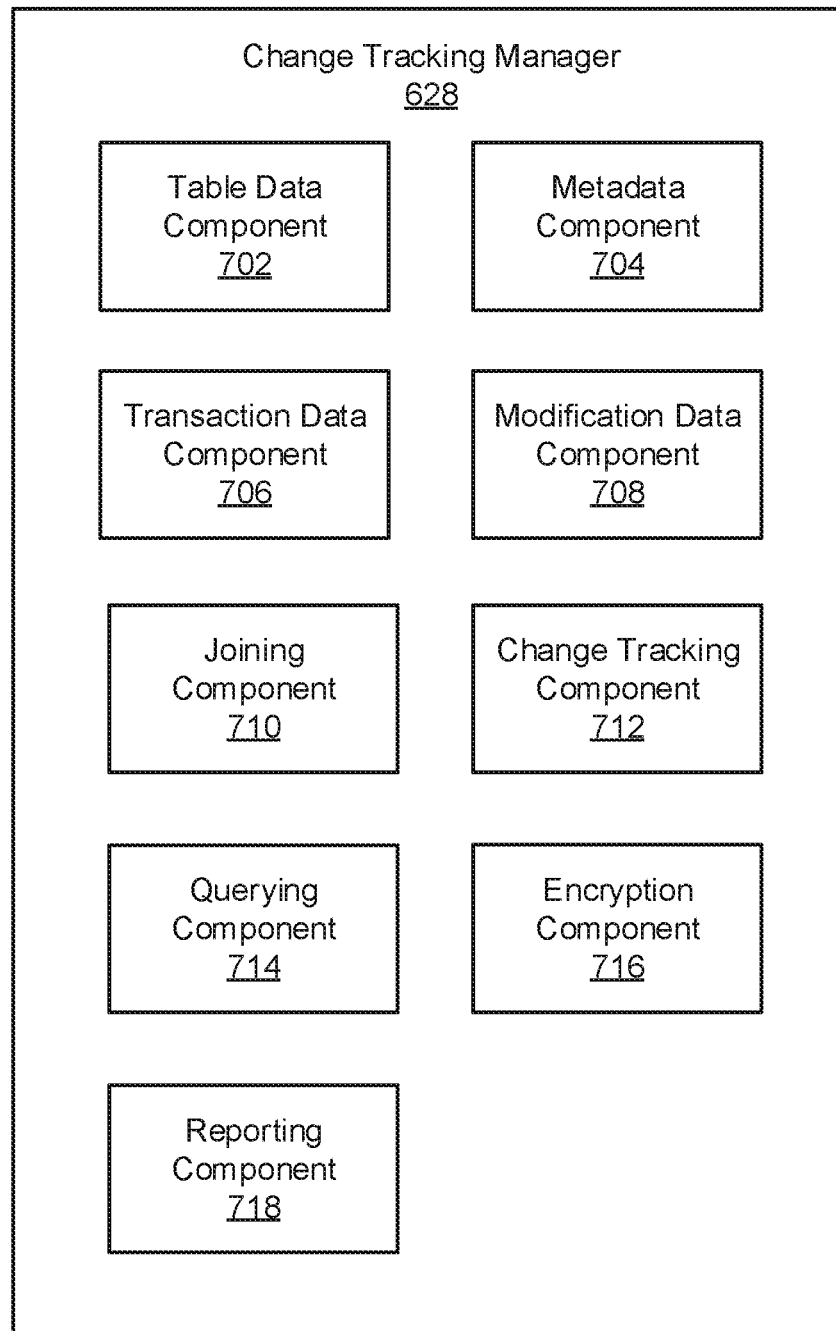 Change Tracking Manager
628
Table Data
Component
702
Metadata
Component
704
Transaction Data
Component
706
Modification Data
Component
708
Joining
Component
710
Change Tracking
Component
712
Querying
Component
714
Encryption
Component
716
Reporting
Component
718